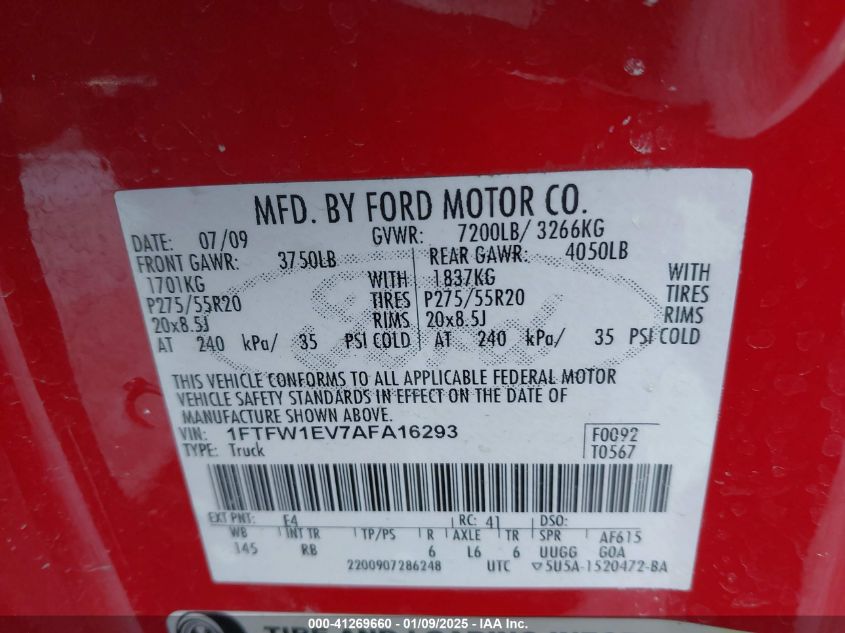 MFD. BY FORD MOTOR CO.
DATE: 07/09 GVWR: 7200LB/ 3266KG
FRONT GAWR: 3750LB REAR GAWR: 4050LB
1701KG WITH 1837KG WITH
P275/55R20 TIRES P275/55R20 TIRES
20x8.5J RIMS 20x8.5J RIMS
AT 240 kPa/ 35 PSI COLD AT 240 kPa/ 35 PSI COLD
THIS VEHICLE CONFORMS TO ALL APPLICABLE FEDERAL MOTOR
VEHICLE SAFETY STANDARDS IN EFFECT ON THE DATE OF
MANUFACTURE SHOWN ABOVE.
VIN: 1FTFW1EV7AFA16293 F0092
TYPE: Truck T0567
EXT PNT: E4 RC: 41 DSO:
WB INT TR TP/PS R AXLE TR SPR AF615
145 RB 6 L6 6 UUGG GOA
2200907286248 UTC ▽5U5A-1520472-BA
TIRE AND LOADING
000-41269660 - 01/09/2025 - IAA Inc.